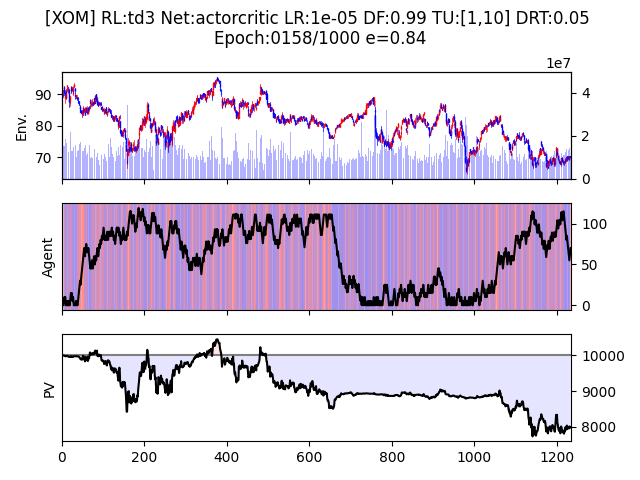 [XOM] RL:td3 Net:actorcritic LR:1e-05 DF:0.99 TU:[1,10] DRT:0.05
Epoch:0158/1000 e=0.84
1e7
90
80
70
Env.
4
2
0
Agent
100
50
0
PV
10000
9000
8000
0 200 400 600 800 1000 1200